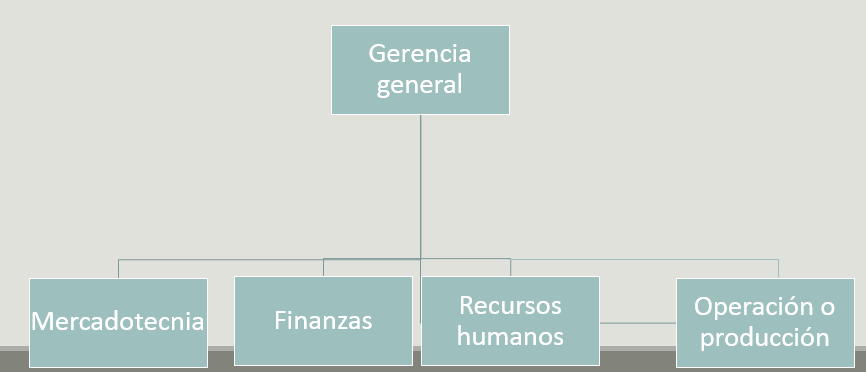 Gerencia
general
Mercadotecnia
Finanzas
Recursos
humanos
Operación o
producción